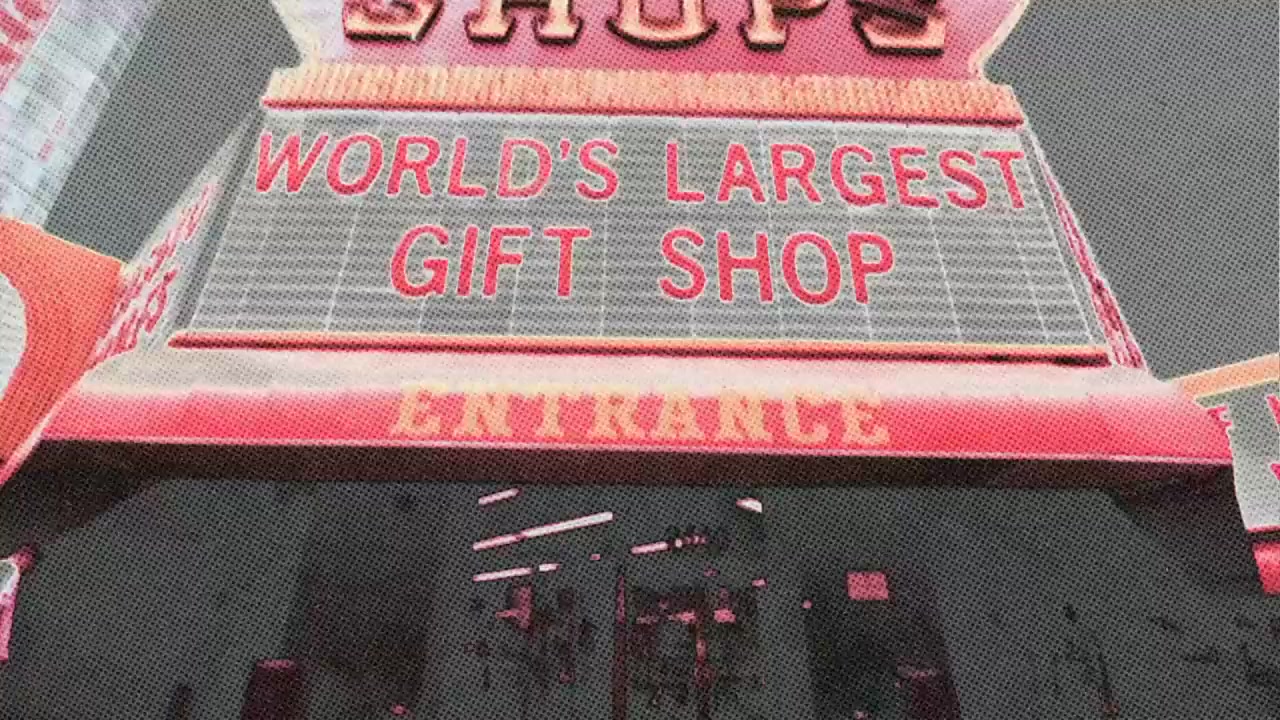 SHOPS
WORLD'S LARGEST
GIFT SHOP
ENTRANCE